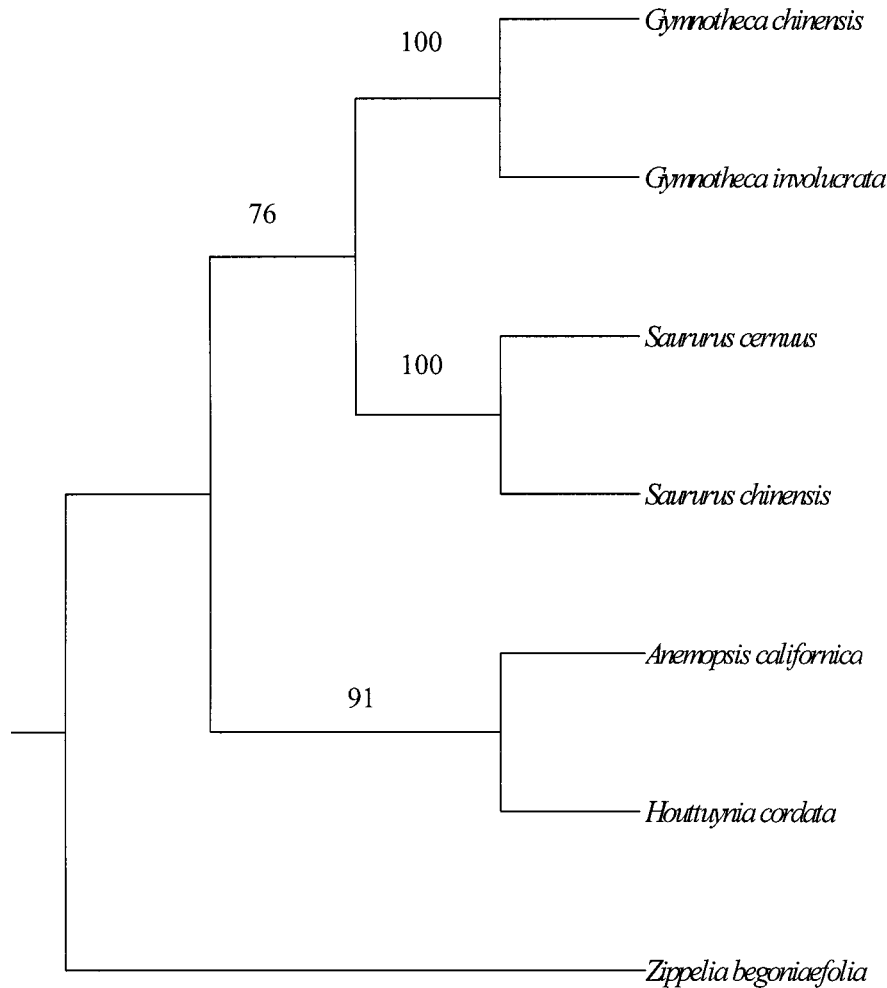 Gymnotheca chinensis
100
Gymnotheca involucrata
76
Saururus cernuus
100
Saururus chinensis
Anemopsis californica
91
Houttuynia cordata
Zippelia begoniaefolia